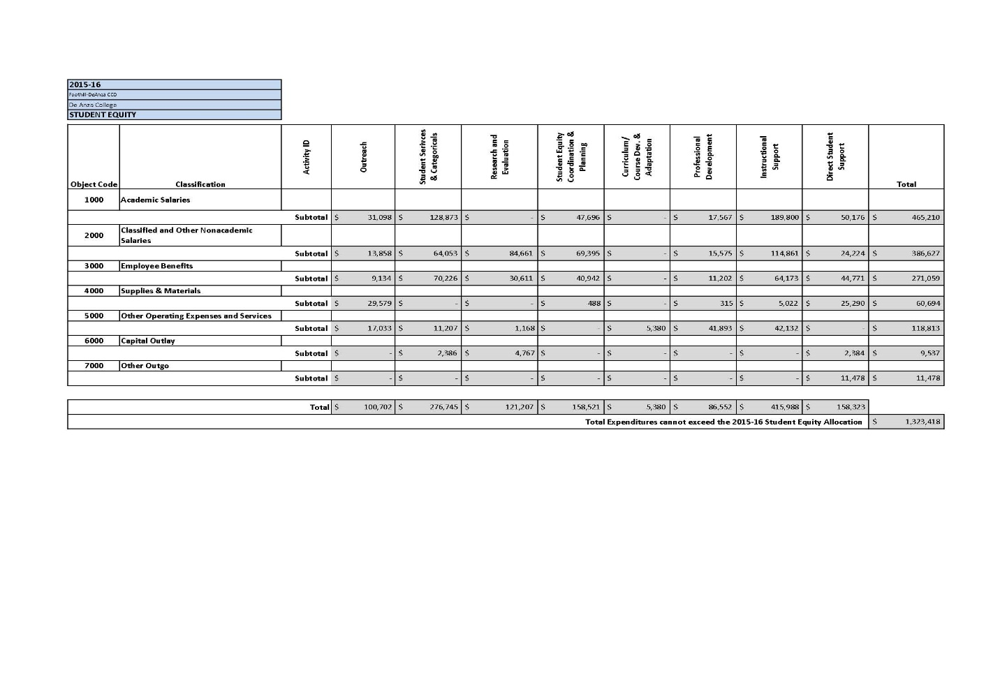 2015-16
Foothill-DeAnza CCD
De Anza College
STUDENT EQUITY
Object Code Classification Activity ID Outreach Student Serivces & Categoricals Research and Evaluation Student Equity Coordination & Planning Curriculum/ Course Dev. & Adaptation Professional Development Instructional Support Direct Student Support Total
1000 Academic Salaries
Subtotal $ 31,098 $ 128,873 $ - $ 47,696 $ - $ 17,567 $ 189,800 $ 50,176 $ 465,210
2000 Classified and Other Nonacademic Salaries
Subtotal $ 13,858 $ 64,053 $ 84,661 $ 69,395 $ - $ 15,575 $ 114,861 $ 24,224 $ 386,627
3000 Employee Benefits
Subtotal $ 9,134 $ 70,226 $ 30,611 $ 40,942 $ - $ 11,202 $ 64,173 $ 44,771 $ 271,059
4000 Supplies & Materials
Subtotal $ 29,579 $ - $ - $ 488 $ - $ 315 $ 5,022 $ 25,290 $ 60,694
5000 Other Operating Expenses and Services
Subtotal $ 17,033 $ 11,207 $ 1,168 $ - $ 5,380 $ 41,893 $ 42,132 $ - $ 118,813
6000 Capital Outlay
Subtotal $ - $ 2,386 $ 4,767 $ - $ - $ - $ - $ 2,384 $ 9,537
7000 Other Outgo
Subtotal $ - $ - $ - $ - $ - $ - $ - $ 11,478 $ 11,478
Total $ 100,702 $ 276,745 $ 121,207 $ 158,521 $ 5,380 $ 86,552 $ 415,988 $ 158,323
Total Expenditures cannot exceed the 2015-16 Student Equity Allocation $ 1,323,418